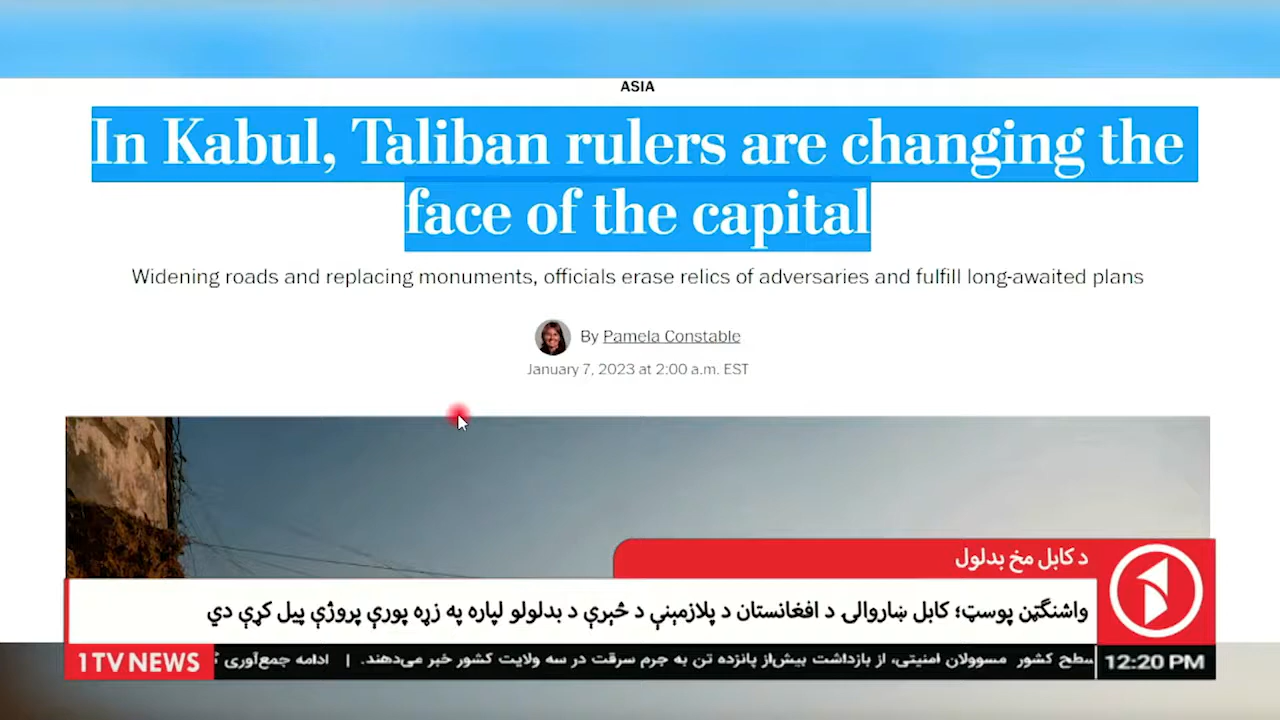 ASIA
In Kabul, Taliban rulers are changing the
face of the capital
Widening roads and replacing monuments, officials erase relics of adversaries and fulfill long-awaited plans
By Pamela Constable
January 7, 2023 at 2:00 a.m. EST
د کابل مخ بدلول
واشنګټن پوسټ؛ کابل ښاروالۍ د افغانستان د پلازمېنې د څېرې د بدلولو لپاره په زړه پورې پروژې پیل کړې دي
1TV NEWS
سطح کشور مسوولان امنیتی، از بازداشت بیش‌از پانزده تن به جرم سرقت در سه ولایت کشور خبر می‌دهند. | ادامه جمع‌آوری
12:20 PM